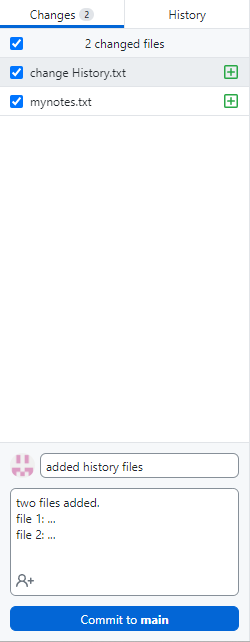 Changes 2 History
2 changed files
change History.txt
mynotes.txt
added history files
two files added.
file 1: ...
file 2: ...
Commit to main